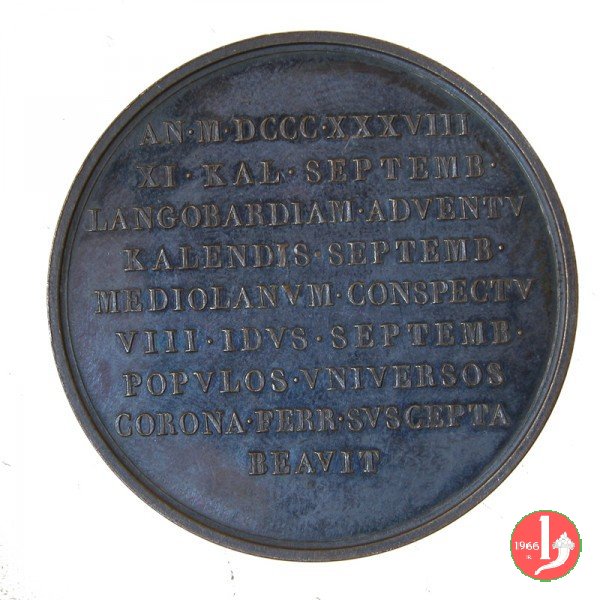 AN·M·DCCC·XXXVIII
XI·KAL·SEPTEMB·
LANGOBARDIAM·ADVENTV
KALENDIS·SEPTEMB·
MEDIOLANVM·CONSPECTV
VIII·IDVS·SEPTEMB·
POPVLOS·VNIVERSOS
CORONA·FERR·SVSCEPTA
BEAVIT
1966